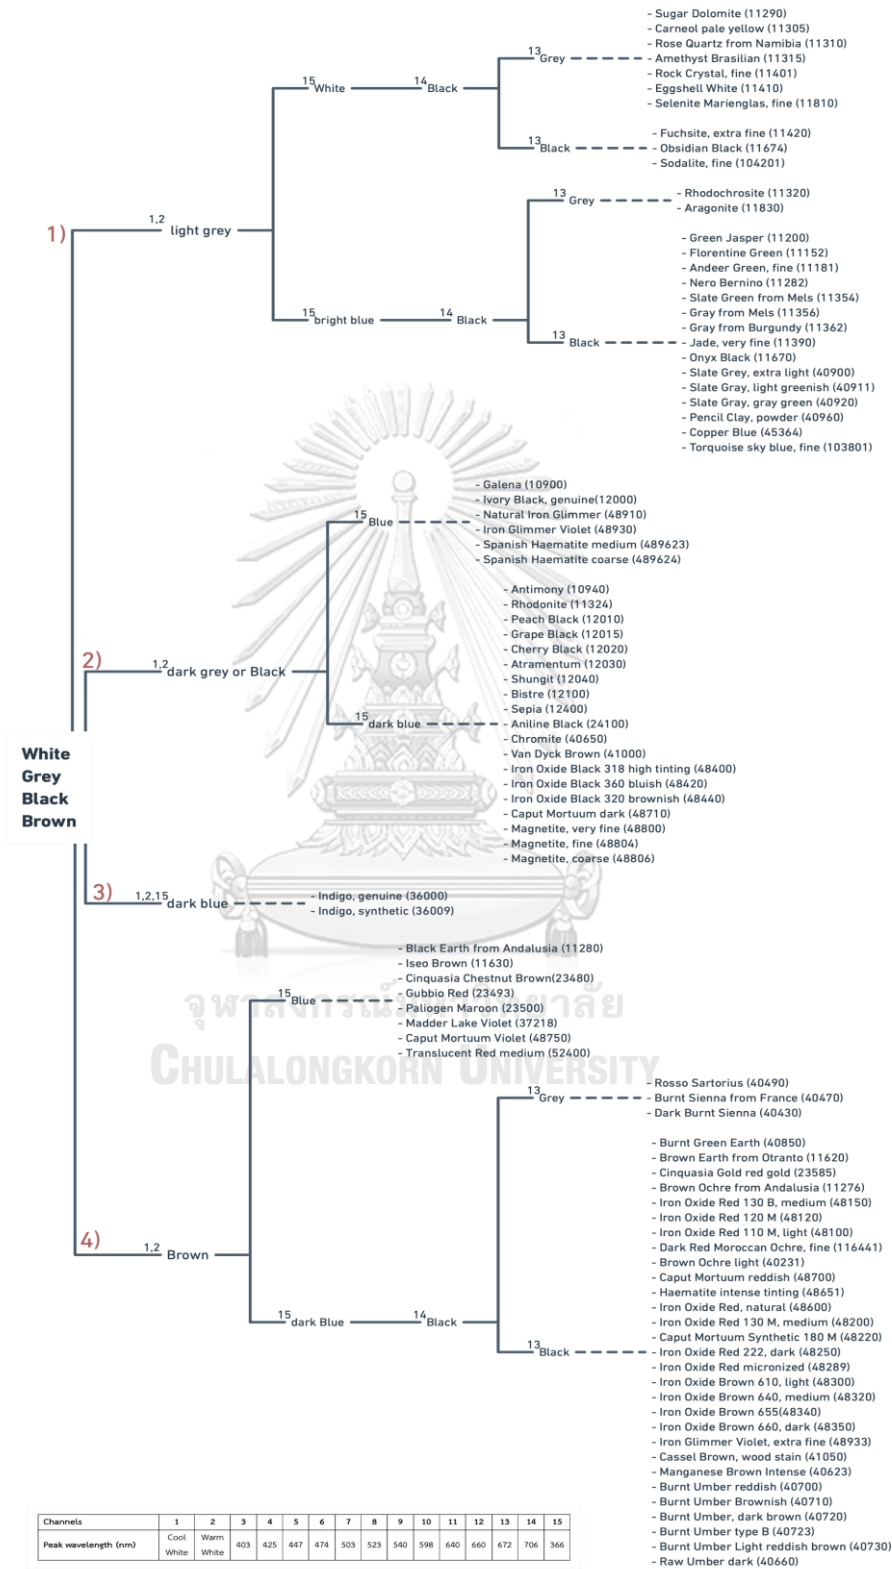 White
Grey
Black
Brown
1)
1,2
light grey
15
White
14
Black
13
Grey
- Sugar Dolomite (11290)
- Carneol pale yellow (11305)
- Rose Quartz from Namibia (11310)
- Amethyst Brasilian (11315)
- Rock Crystal, fine (11401)
- Eggshell White (11410)
- Selenite Marienglas, fine (11810)
13
Black
- Fuchsite, extra fine (11420)
- Obsidian Black (11674)
- Sodalite, fine (104201)
15
bright blue
14
Black
13
Grey
- Rhodochrosite (11320)
- Aragonite (11830)
13
Black
- Green Jasper (11200)
- Florentine Green (11152)
- Andeer Green, fine (11181)
- Nero Bernino (11282)
- Slate Green from Mels (11354)
- Gray from Mels (11356)
- Gray from Burgundy (11362)
- Jade, very fine (11390)
- Onyx Black (11670)
- Slate Grey, extra light (40900)
- Slate Gray, light greenish (40911)
- Slate Gray, gray green (40920)
- Pencil Clay, powder (40960)
- Copper Blue (45364)
- Torquoise sky blue, fine (103801)
2)
1,2
dark grey or Black
15
Blue
- Galena (10900)
- Ivory Black, genuine(12000)
- Natural Iron Glimmer (48910)
- Iron Glimmer Violet (48930)
- Spanish Haematite medium (489623)
- Spanish Haematite coarse (489624)
15
dark blue
- Antimony (10940)
- Rhodonite (11324)
- Peach Black (12010)
- Grape Black (12015)
- Cherry Black (12020)
- Atramentum (12030)
- Shungit (12040)
- Bistre (12100)
- Sepia (12400)
- Aniline Black (24100)
- Chromite (40650)
- Van Dyck Brown (41000)
- Iron Oxide Black 318 high tinting (48400)
- Iron Oxide Black 360 bluish (48420)
- Iron Oxide Black 320 brownish (48440)
- Caput Mortuum dark (48710)
- Magnetite, very fine (48800)
- Magnetite, fine (48804)
- Magnetite, coarse (48806)
3)
1,2,15
dark blue
- Indigo, genuine (36000)
- Indigo, synthetic (36009)
4)
1,2
Brown
15
Blue
- Black Earth from Andalusia (11280)
- Iseo Brown (11630)
- Cinquasia Chestnut Brown(23480)
- Gubbio Red (23493)
- Paliogen Maroon (23500)
- Madder Lake Violet (37218)
- Caput Mortuum Violet (48750)
- Translucent Red medium (52400)
จุฬาลงกรณ์มหาวิทยาลัย
CHULALONGKORN UNIVERSITY
15
dark Blue
14
Black
13
Grey
- Rosso Sartorius (40490)
- Burnt Sienna from France (40470)
- Dark Burnt Sienna (40430)
13
Black
- Burnt Green Earth (40850)
- Brown Earth from Otranto (11620)
- Cinquasia Gold red gold (23585)
- Brown Ochre from Andalusia (11276)
- Iron Oxide Red 130 B, medium (48150)
- Iron Oxide Red 120 M (48120)
- Iron Oxide Red 110 M, light (48100)
- Dark Red Moroccan Ochre, fine (116441)
- Brown Ochre light (40231)
- Caput Mortuum reddish (48700)
- Haematite intense tinting (48651)
- Iron Oxide Red, natural (48600)
- Iron Oxide Red 130 M, medium (48200)
- Caput Mortuum Synthetic 180 M (48220)
- Iron Oxide Red 222, dark (48250)
- Iron Oxide Red micronized (48289)
- Iron Oxide Brown 610, light (48300)
- Iron Oxide Brown 640, medium (48320)
- Iron Oxide Brown 655(48340)
- Iron Oxide Brown 660, dark (48350)
- Iron Glimmer Violet, extra fine (48933)
- Cassel Brown, wood stain (41050)
- Manganese Brown Intense (40623)
- Burnt Umber reddish (40700)
- Burnt Umber Brownish (40710)
- Burnt Umber, dark brown (40720)
- Burnt Umber type B (40723)
- Burnt Umber Light reddish brown (40730)
- Raw Umber dark (40660)
Channels 1 2 3 4 5 6 7 8 9 10 11 12 13 14 15
Peak wavelength (nm) Cool White Warm White 403 425 447 474 503 523 540 598 640 660 672 706 366